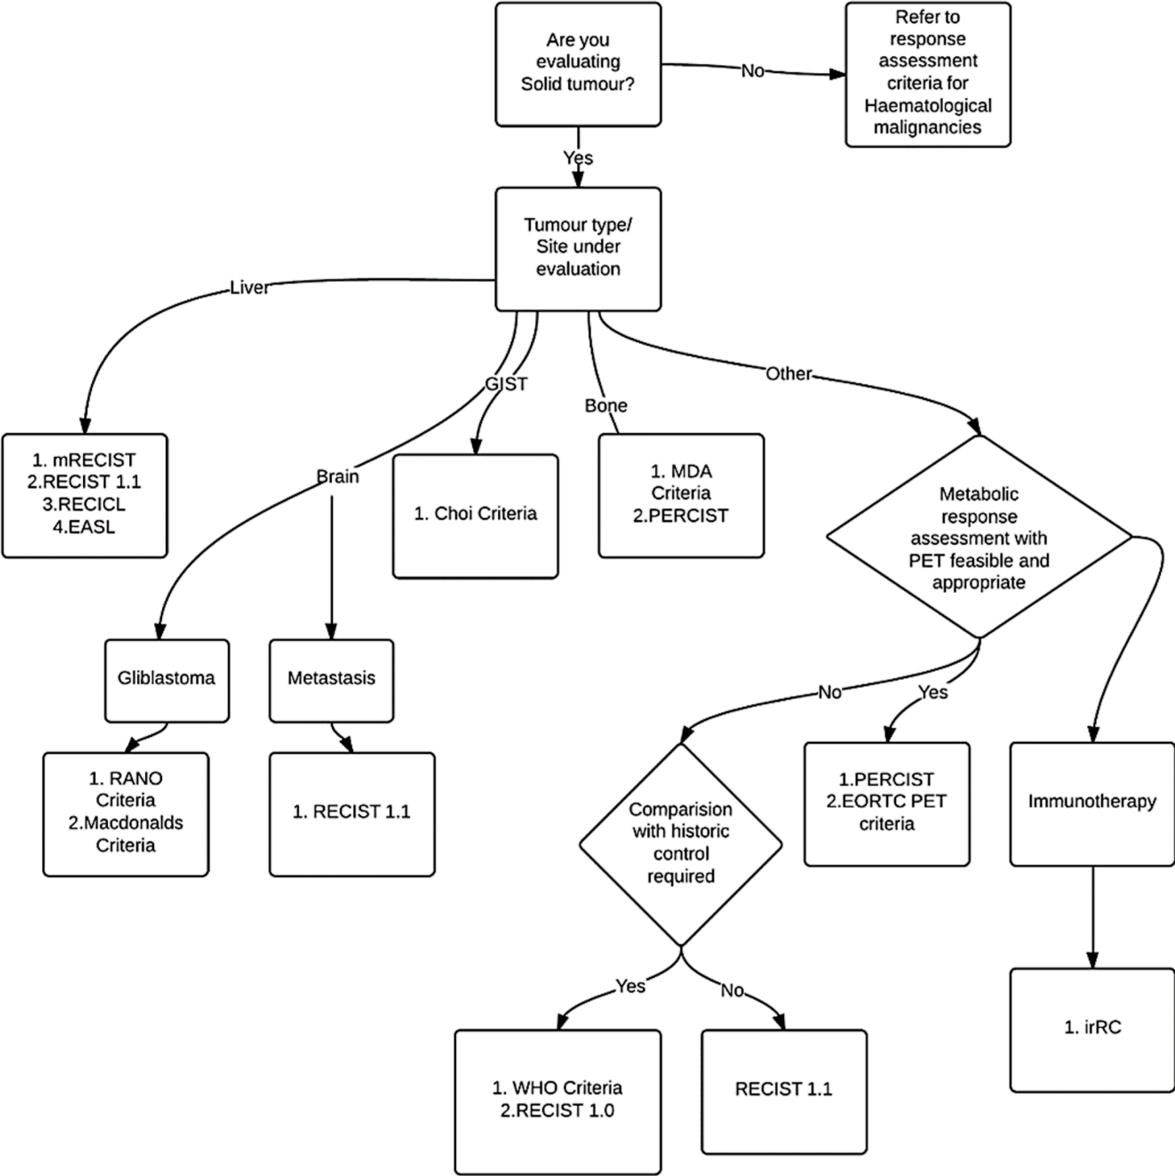 Are you
evaluating
Solid tumour?
No
Refer to
response
assessment
criteria for
Haematological
malignancies
Yes
Tumour type/
Site under
evaluation
Liver
GIST
Bone
Other
Brain
1. mRECIST
2.RECIST 1.1
3.RECICL
4.EASL
1. Choi Criteria
1. MDA
Criteria
2.PERCIST
Metabolic
response
assessment with
PET feasible and
appropriate
Gliblastoma
Metastasis
No
Yes
1. RANO
Criteria
2.Macdonalds
Criteria
1. RECIST 1.1
Comparision
with historic
control
required
1.PERCIST
2.EORTC PET
criteria
Immunotherapy
Yes
No
1. WHO Criteria
2.RECIST 1.0
RECIST 1.1
1. irRC